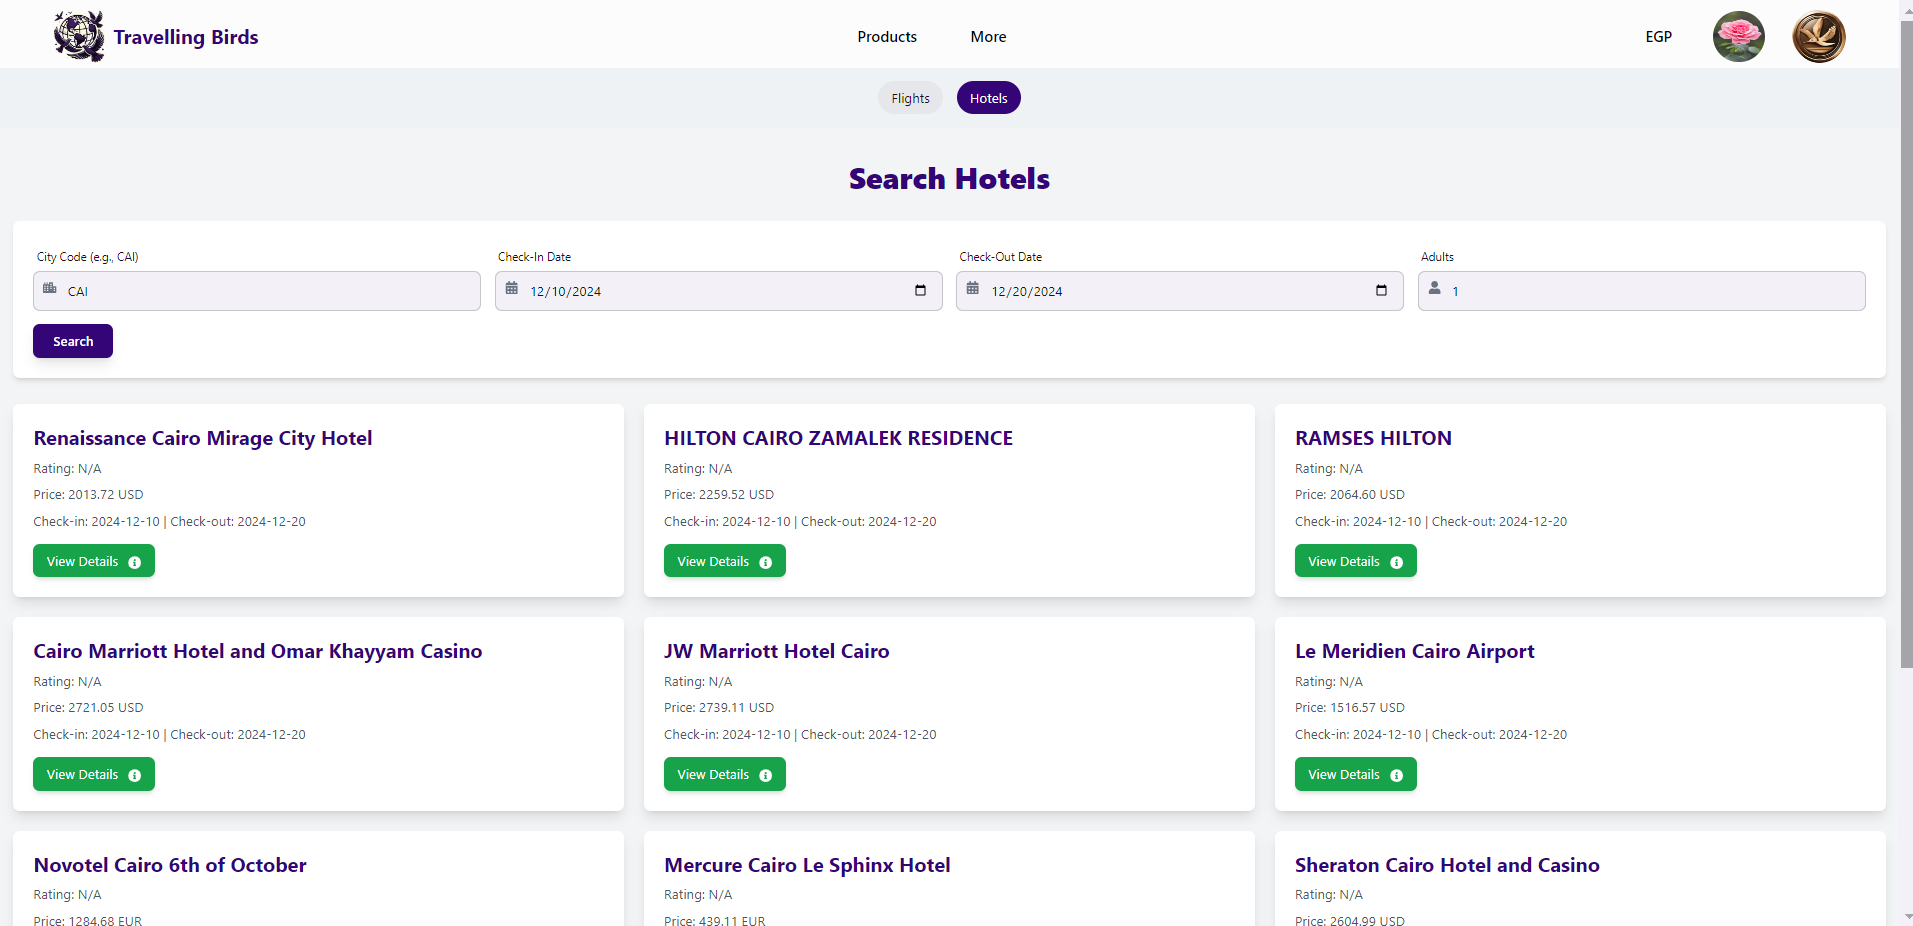 Travelling Birds
Products
More
EGP
Flights
Hotels
Search Hotels
City Code (e.g., CAI)
Check-In Date
Check-Out Date
Adults
CAI
12/10/2024
12/20/2024
1
Search
Renaissance Cairo Mirage City Hotel
Rating: N/A
Price: 2013.72 USD
Check-in: 2024-12-10 | Check-out: 2024-12-20
View Details
HILTON CAIRO ZAMALEK RESIDENCE
Rating: N/A
Price: 2259.52 USD
Check-in: 2024-12-10 | Check-out: 2024-12-20
View Details
RAMSES HILTON
Rating: N/A
Price: 2064.60 USD
Check-in: 2024-12-10 | Check-out: 2024-12-20
View Details
Cairo Marriott Hotel and Omar Khayyam Casino
Rating: N/A
Price: 2721.05 USD
Check-in: 2024-12-10 | Check-out: 2024-12-20
View Details
JW Marriott Hotel Cairo
Rating: N/A
Price: 2739.11 USD
Check-in: 2024-12-10 | Check-out: 2024-12-20
View Details
Le Meridien Cairo Airport
Rating: N/A
Price: 1516.57 USD
Check-in: 2024-12-10 | Check-out: 2024-12-20
View Details
Novotel Cairo 6th of October
Rating: N/A
Price: 1284.68 EUR
Mercure Cairo Le Sphinx Hotel
Rating: N/A
Price: 439.11 EUR
Sheraton Cairo Hotel and Casino
Rating: N/A
Price: 2604.99 USD